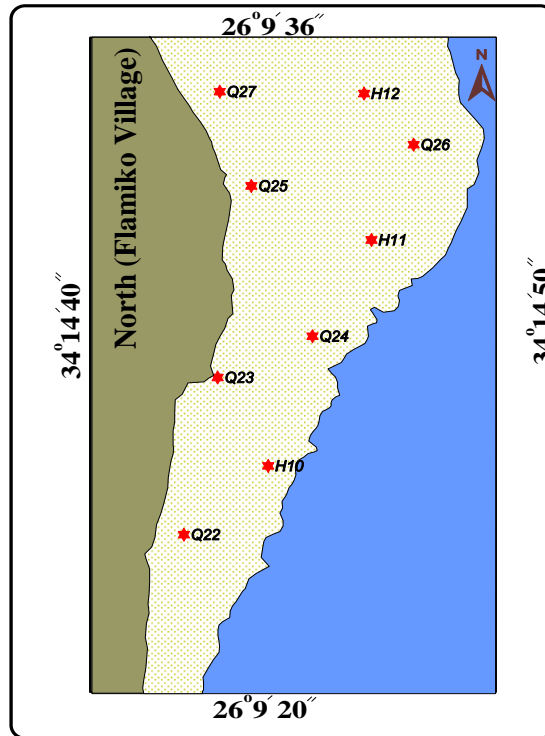 26°9′36″
N
North (Flamiko Village)
Q27
H12
Q26
Q25
H11
34°14′40″
34°14′50″
Q24
Q23
H10
Q22
26°9′20″